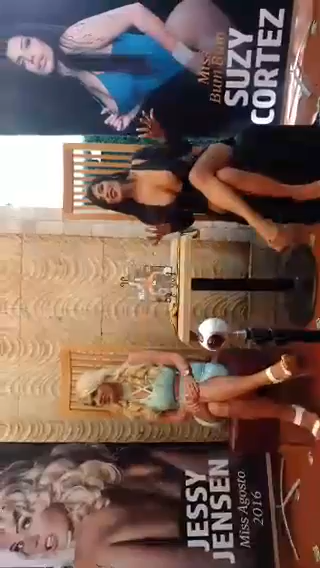 Miss
Bum Bum
SUZY
CORTEZ
JESSY
JENSEN
Miss Agosto
2016